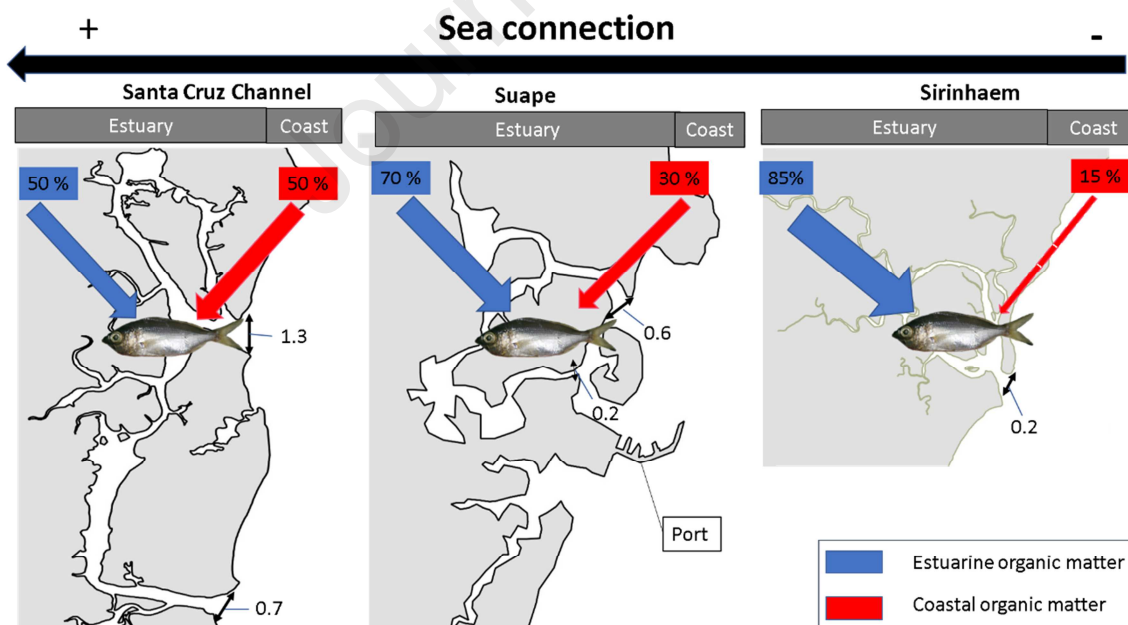 + Sea connection -
Santa Cruz Channel Suape Sirinhaem
Estuary Coast Estuary Coast Estuary Coast
50 % 50 % 70 % 30 % 85% 15 %
1.3 0.6
0.2 0.2
Port
0.7
Estuarine organic matter
Coastal organic matter
Journ